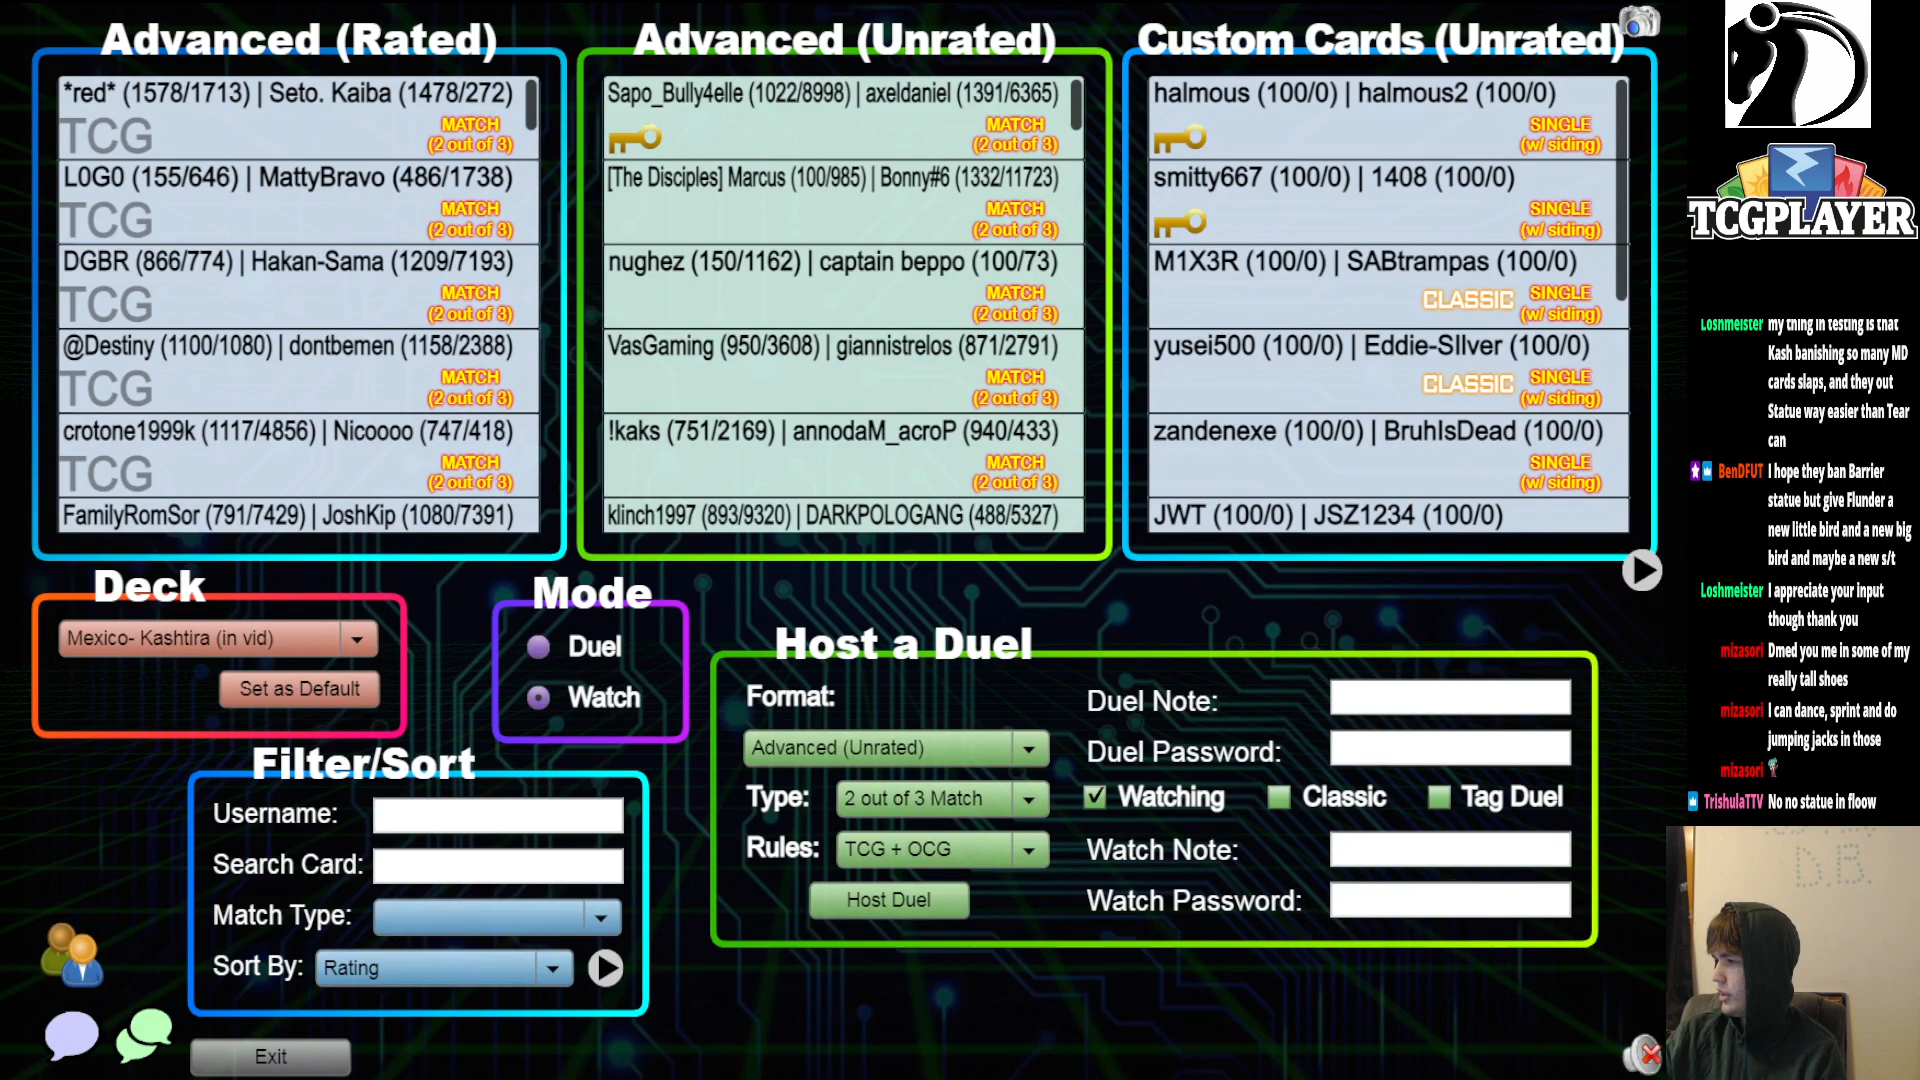 Advanced (Rated)
*red* (1578/1713) | Seto. Kaiba (1478/272)
TCG
MATCH
(2 out of 3)
L0G0 (155/646) | MattyBravo (486/1738)
TCG
MATCH
(2 out of 3)
DGBR (866/774) | Hakan-Sama (1209/7193)
TCG
MATCH
(2 out of 3)
@Destiny (1100/1080) | dontbemen (1158/2388)
TCG
MATCH
(2 out of 3)
crotone1999k (1117/4856) | Nicoooo (747/418)
TCG
MATCH
(2 out of 3)
FamilyRomSor (791/7429) | JoshKip (1080/7391)
Advanced (Unrated)
Sapo_Bully4elle (1022/8998) | axeldaniel (1391/6365)
MATCH
(2 out of 3)
[The Disciples] Marcus (100/985) | Bonny#6 (1332/11723)
MATCH
(2 out of 3)
nughez (150/1162) | captain beppo (100/73)
MATCH
(2 out of 3)
VasGaming (950/3608) | giannistrelos (871/2791)
MATCH
(2 out of 3)
!kaks (751/2169) | annodaM_acroP (940/433)
MATCH
(2 out of 3)
klinch1997 (893/9320) | DARKPOLOGANG (488/5327)
Custom Cards (Unrated)
halmous (100/0) | halmous2 (100/0)
SINGLE
(w/ siding)
smitty667 (100/0) | 1408 (100/0)
SINGLE
(w/ siding)
M1X3R (100/0) | SABtrampas (100/0)
CLASSIC SINGLE
(w/ siding)
yusei500 (100/0) | Eddie-SIlver (100/0)
CLASSIC SINGLE
(w/ siding)
zandenexe (100/0) | BruhIsDead (100/0)
SINGLE
(w/ siding)
JWT (100/0) | JSZ1234 (100/0)
Deck
Mexico- Kashtira (in vid)
Set as Default
Mode
Duel
Watch
Filter/Sort
Username:
Search Card:
Match Type:
Sort By: Rating
Exit
Host a Duel
Format:
Advanced (Unrated)
Type: 2 out of 3 Match
Rules: TCG + OCG
Host Duel
Duel Note:
Duel Password:
Watching Classic Tag Duel
Watch Note:
Watch Password:
TCGPLAYER
Loshmeister my thing in testing is that
Kash banishing so many MD
cards slaps, and they out
Statue way easier than Tear
can
BenDFUT I hope they ban Barrier
statue but give Flunder a
new little bird and a new big
bird and maybe a new s/t
Loshmeister I appreciate your input
though thank you
mizasori Dmed you me in some of my
really tall shoes
mizasori I can dance, sprint and do
jumping jacks in those
mizasori
TrishulaTTV No no statue in floow
D.B.